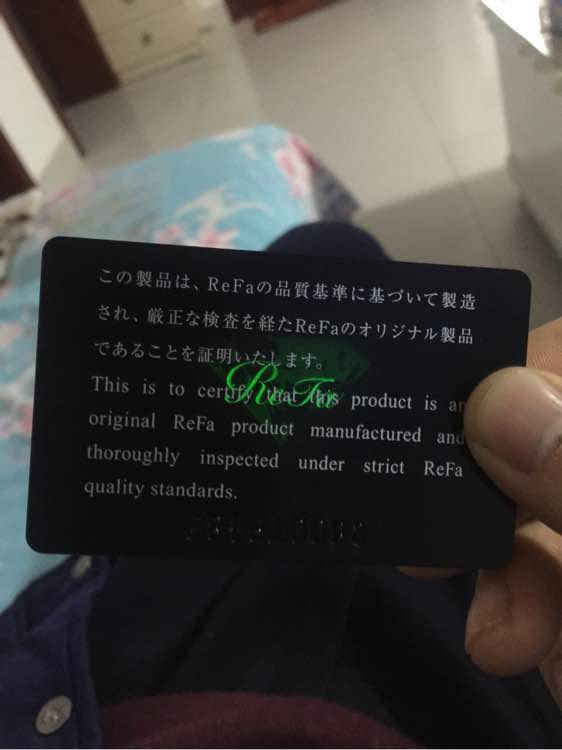 この製品は、ReFaの品質基準に基づいて製造
され、厳正な検査を経たReFaのオリジナル製品
であることを証明いたします。
ReFa
This is to certify that this product is an
original ReFa product manufactured and
thoroughly inspected under strict ReFa
quality standards.